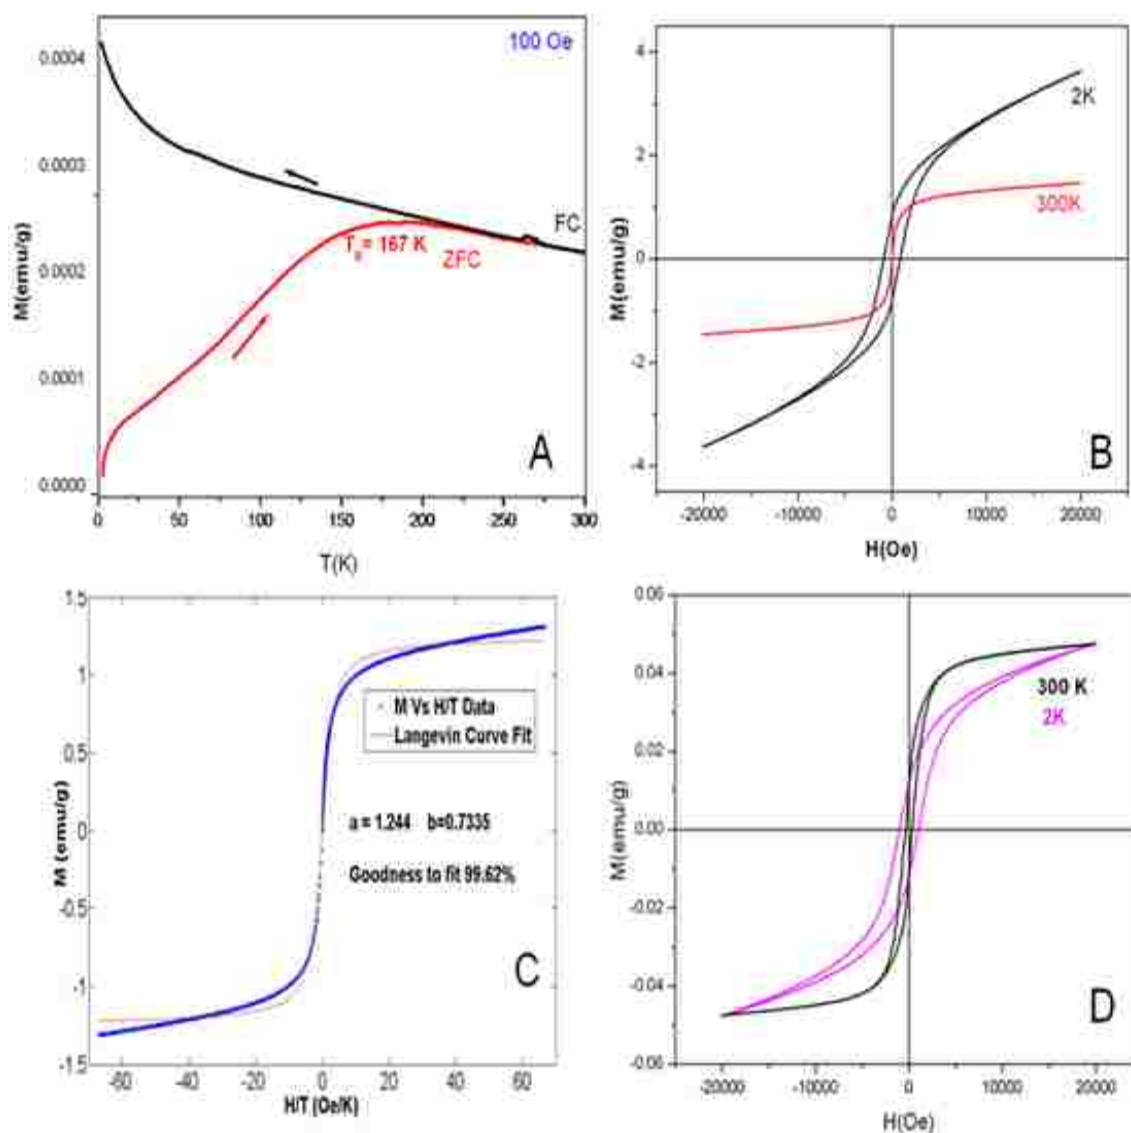 100 Oe
0.0004
0.0003
0.0002
0.0001
0.0000
M(emu/g)
FC
T_B= 167 K
ZFC
A
0 50 100 150 200 250 300
T(K)
4
2
0
-2
-4
M(emu/g)
2K
300K
B
-20000 -10000 0 10000 20000
H(Oe)
1.5
1
0.5
0
-0.5
-1
-1.5
M (emu/g)
M Vs H/T Data
Langevin Curve Fit
a = 1.244 b=0.7335
Goodness to fit 99.62%
C
-60 -40 -20 0 20 40 60
H/T (Oe/K)
0.06
0.04
0.02
0.00
-0.02
-0.04
-0.06
M(emu/g)
300 K
2K
D
-20000 -10000 0 10000 20000
H(Oe)